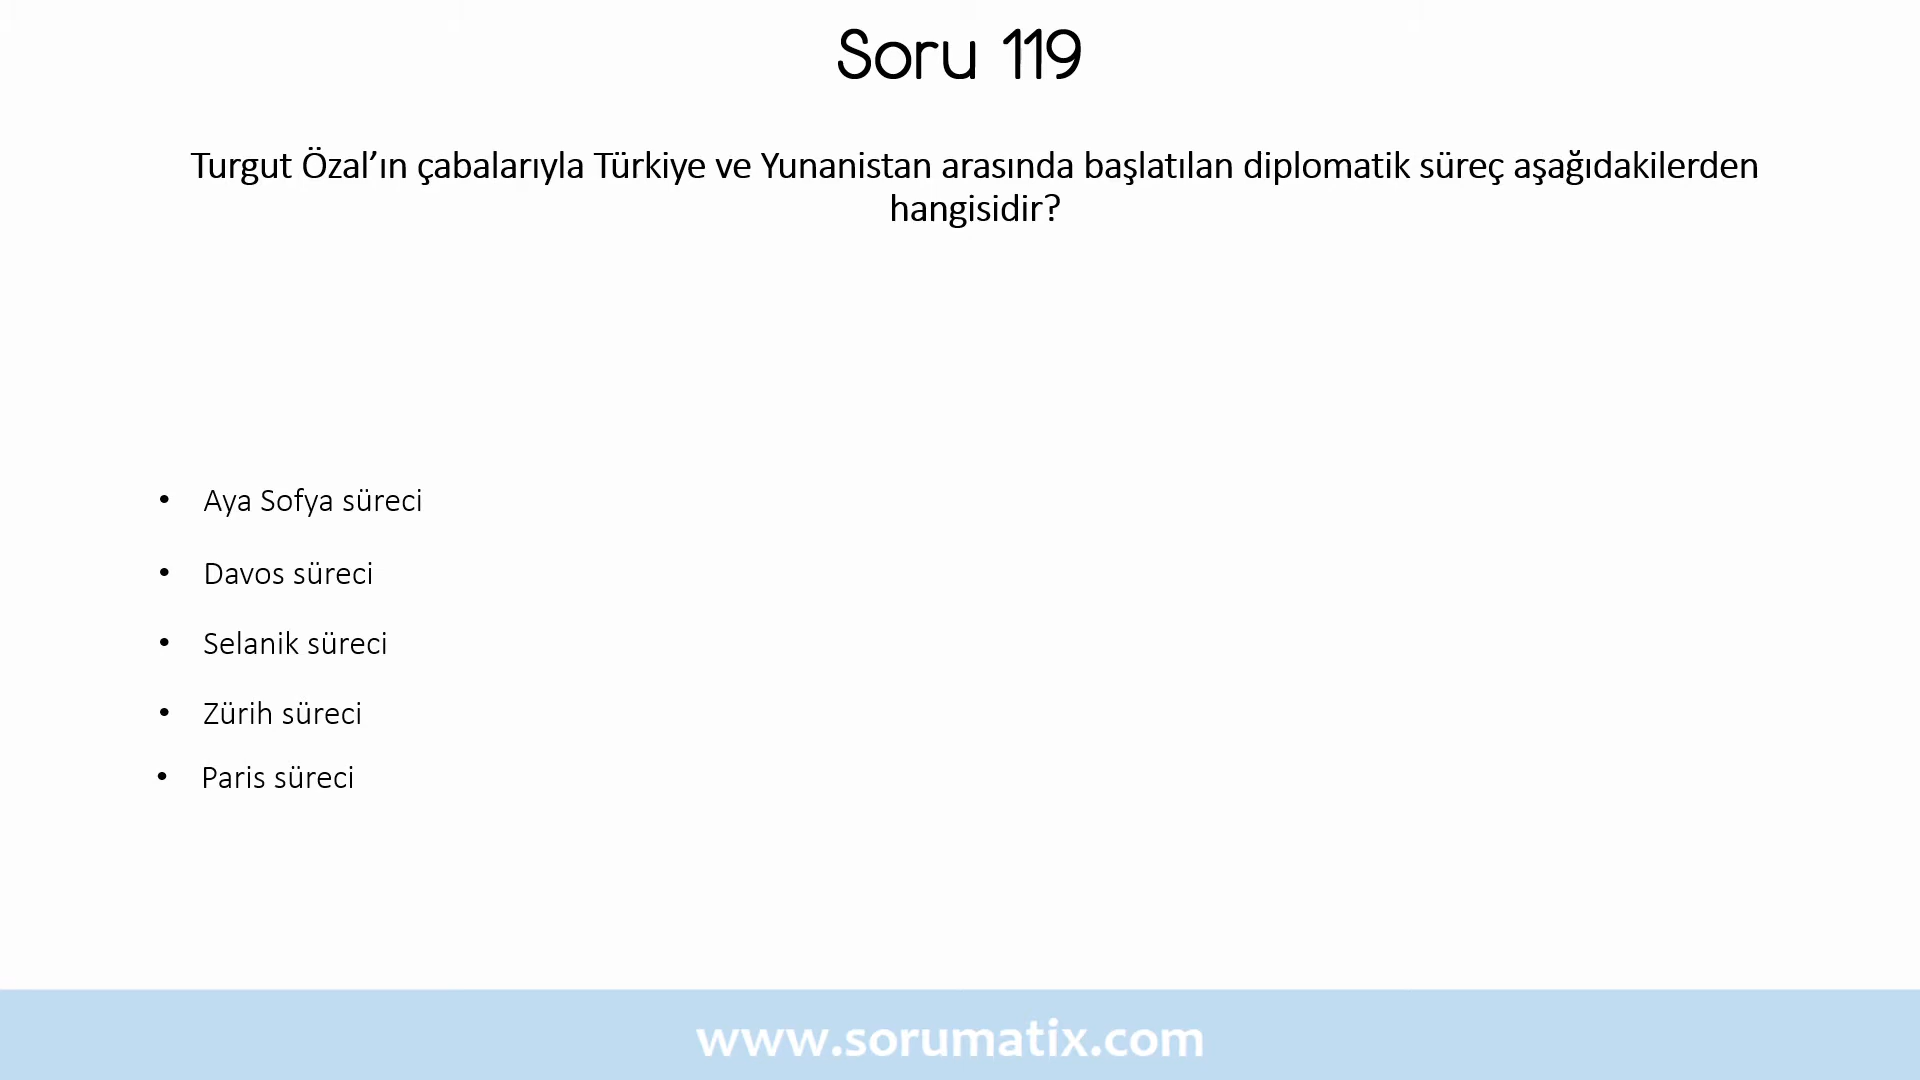 Soru 119
Turgut Özal’ın çabalarıyla Türkiye ve Yunanistan arasında başlatılan diplomatik süreç aşağıdakilerden
hangisidir?
• Aya Sofya süreci
• Davos süreci
• Selanik süreci
• Zürih süreci
• Paris süreci
www.sorumatix.com